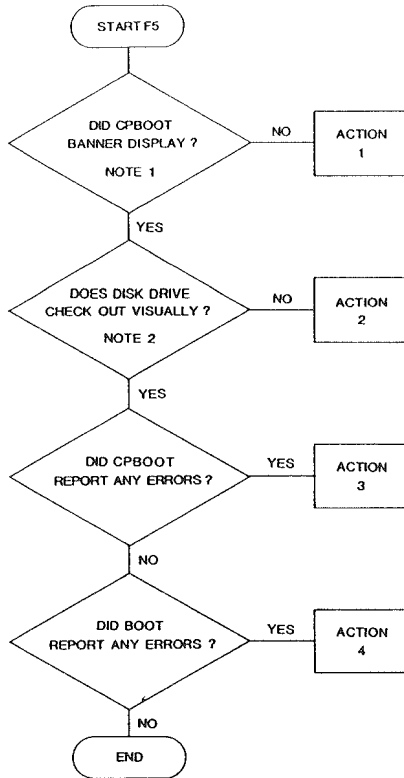 START F5
DID CPBOOT
BANNER DISPLAY ?
NOTE 1
NO
ACTION
1
YES
DOES DISK DRIVE
CHECK OUT VISUALLY ?
NOTE 2
NO
ACTION
2
YES
DID CPBOOT
REPORT ANY ERRORS ?
YES
ACTION
3
NO
DID BOOT
REPORT ANY ERRORS ?
YES
ACTION
4
NO
END